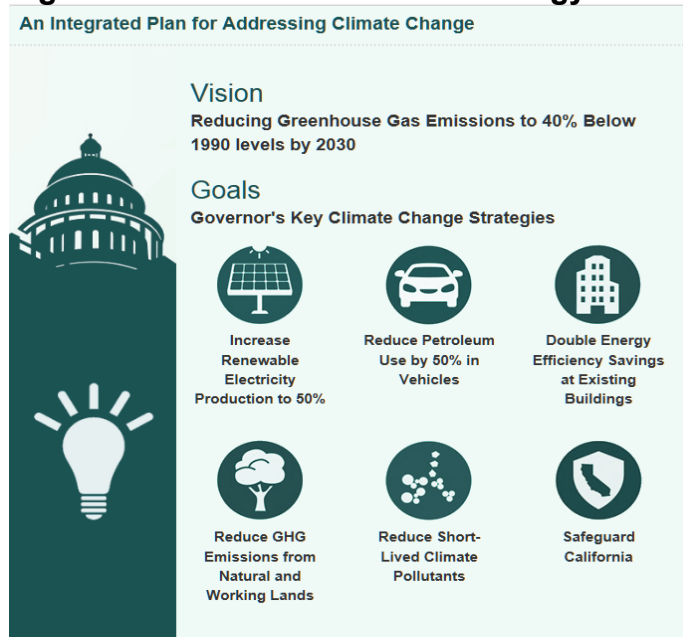 An Integrated Plan for Addressing Climate Change
Vision
Reducing Greenhouse Gas Emissions to 40% Below
1990 levels by 2030
Goals
Governor's Key Climate Change Strategies
Increase
Renewable
Electricity
Production to 50%
Reduce Petroleum
Use by 50% in
Vehicles
Double Energy
Efficiency Savings
at Existing
Buildings
Reduce GHG
Emissions from
Natural and
Working Lands
Reduce Short-
Lived Climate
Pollutants
Safeguard
California